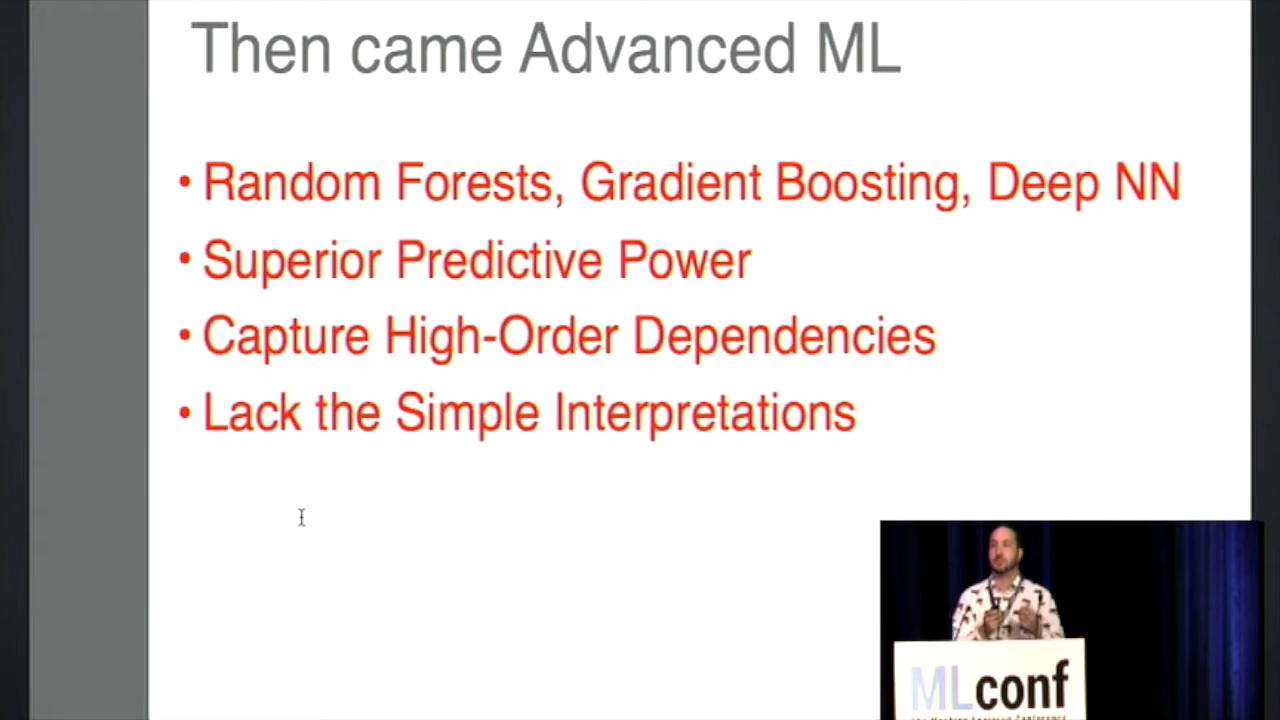 Then came Advanced ML
• Random Forests, Gradient Boosting, Deep NN
• Superior Predictive Power
• Capture High-Order Dependencies
• Lack the Simple Interpretations
MLconf